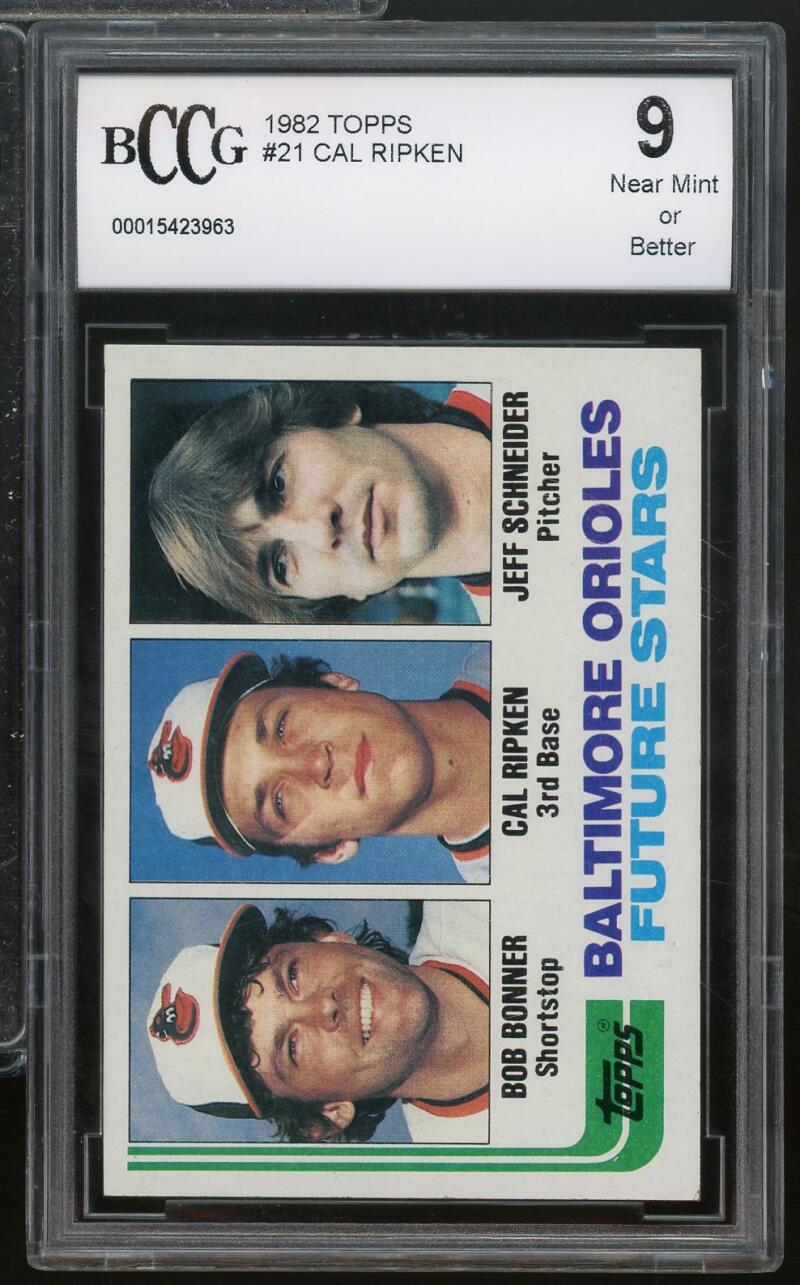 BCCG
1982 TOPPS
#21 CAL RIPKEN
00015423963
9
Near Mint
or
Better
BOB BONNER
Shortstop
CAL RIPKEN
3rd Base
JEFF SCHNEIDER
Pitcher
topps®
BALTIMORE ORIOLES
FUTURE STARS